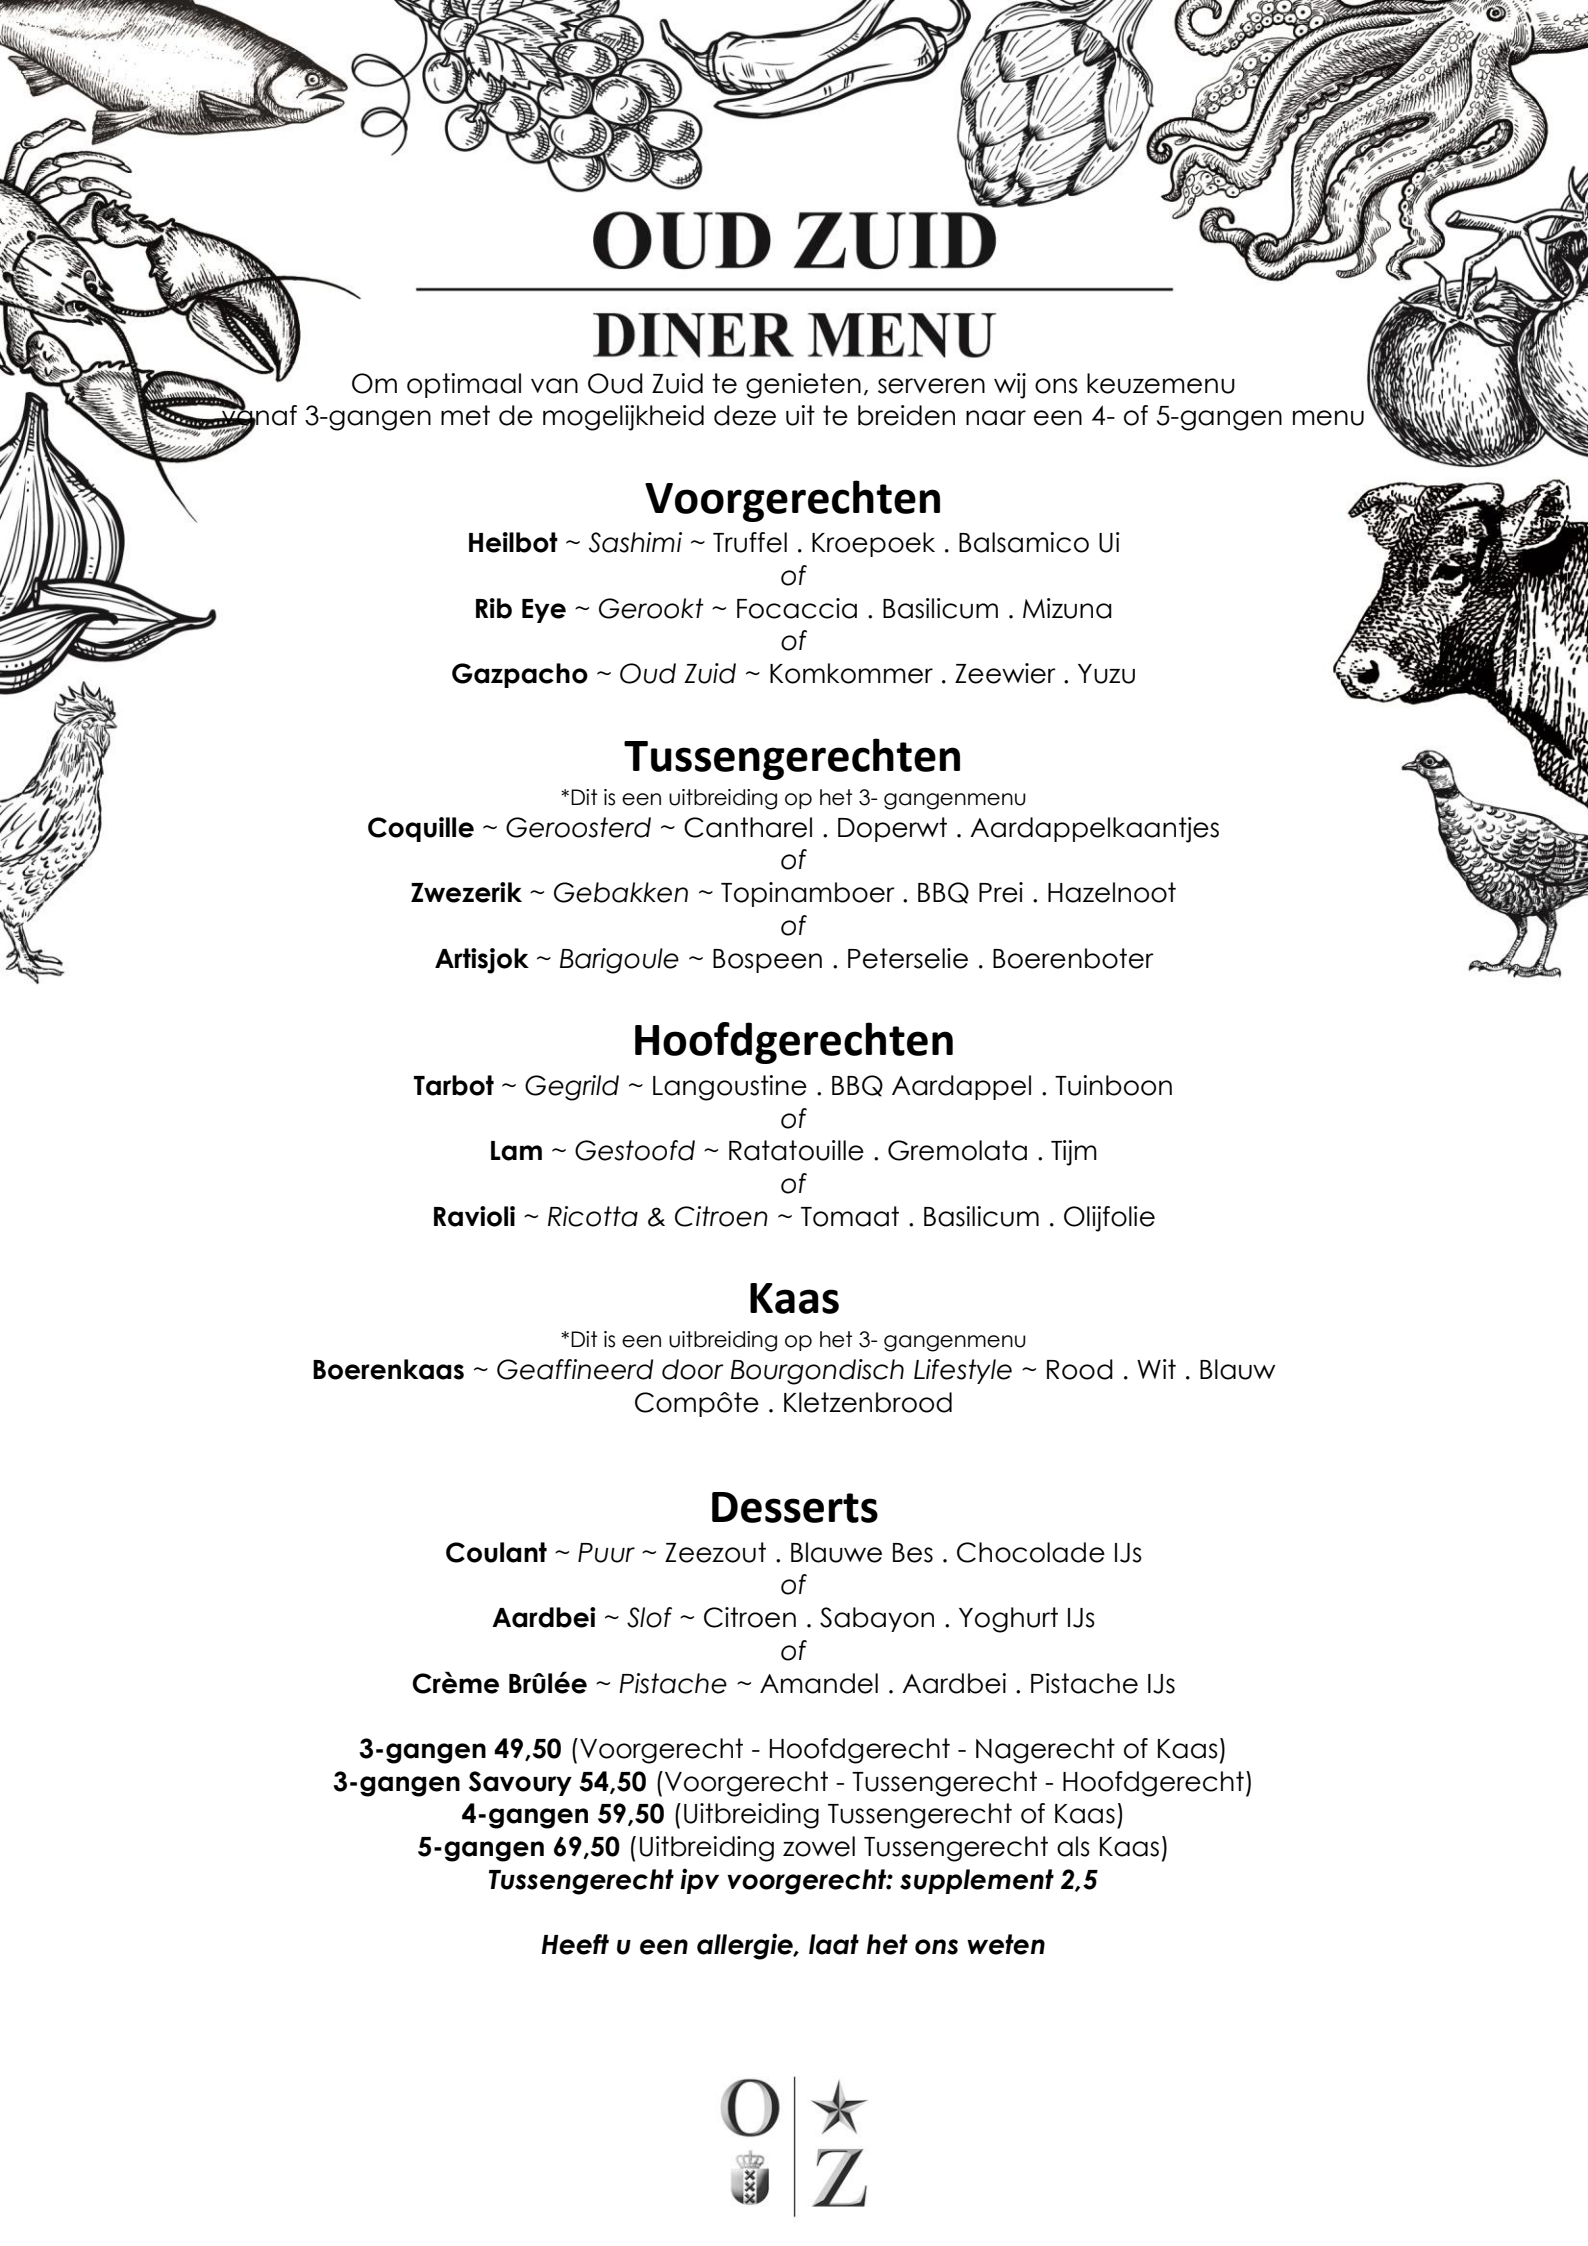 OUD ZUID
DINER MENU
Om optimaal van Oud Zuid te genieten, serveren wij ons keuzemenu
vanaf 3-gangen met de mogelijkheid deze uit te breiden naar een 4- of 5-gangen menu
Voorgerechten
Heilbot ~ Sashimi ~ Truffel . Kroepoek . Balsamico Ui
of
Rib Eye ~ Gerookt ~ Focaccia . Basilicum . Mizuna
of
Gazpacho ~ Oud Zuid ~ Komkommer . Zeewier . Yuzu
Tussengerechten
*Dit is een uitbreiding op het 3- gangenmenu
Coquille ~ Geroosterd ~ Cantharel . Doperwt . Aardappelkaantjes
of
Zwezerik ~ Gebakken ~ Topinamboer . BBQ Prei . Hazelnoot
of
Artisjok ~ Barigoule ~ Bospeen . Peterselie . Boerenboter
Hoofdgerechten
Tarbot ~ Gegrild ~ Langoustine . BBQ Aardappel . Tuinboon
of
Lam ~ Gestoofd ~ Ratatouille . Gremolata . Tijm
of
Ravioli ~ Ricotta & Citroen ~ Tomaat . Basilicum . Olijfolie
Kaas
*Dit is een uitbreiding op het 3- gangenmenu
Boerenkaas ~ Geaffineerd door Bourgondisch Lifestyle ~ Rood . Wit . Blauw
Compôte . Kletzenbrood
Desserts
Coulant ~ Puur ~ Zeezout . Blauwe Bes . Chocolade IJs
of
Aardbei ~ Slof ~ Citroen . Sabayon . Yoghurt IJs
of
Crème Brûlée ~ Pistache ~ Amandel . Aardbei . Pistache IJs
3-gangen 49,50 (Voorgerecht - Hoofdgerecht - Nagerecht of Kaas)
3-gangen Savoury 54,50 (Voorgerecht - Tussengerecht - Hoofdgerecht)
4-gangen 59,50 (Uitbreiding Tussengerecht of Kaas)
5-gangen 69,50 (Uitbreiding zowel Tussengerecht als Kaas)
Tussengerecht ipv voorgerecht: supplement 2,5
Heeft u een allergie, laat het ons weten
O
Z